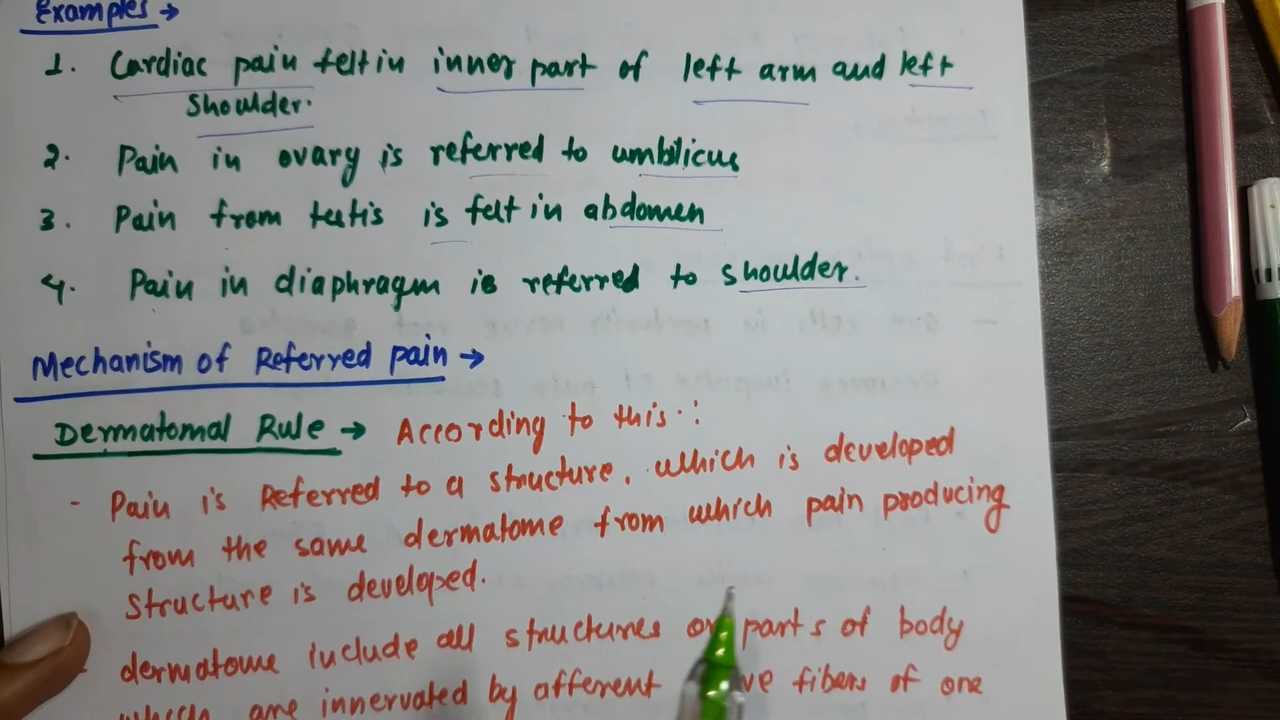 Examples →
1. Cardiac pain felt in inner part of left arm and left
shoulder.
2. Pain in ovary is referred to umbilicus
3. Pain from testis is felt in abdomen
4. Pain in diaphragm is referred to shoulder.
Mechanism of Referred pain →
Dermatomal Rule → According to this :
- Pain is Referred to a structure, which is developed
from the same dermatome from which pain producing
structure is developed.
dermatome include all structures or parts of body
which are innervated by afferent fibers of one